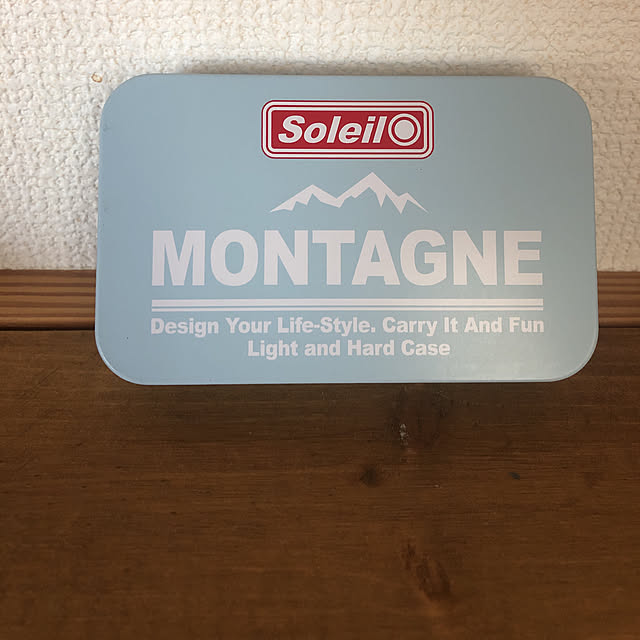 Soleil
MONTAGNE
Design Your Life-Style. Carry It And Fun
Light and Hard Case